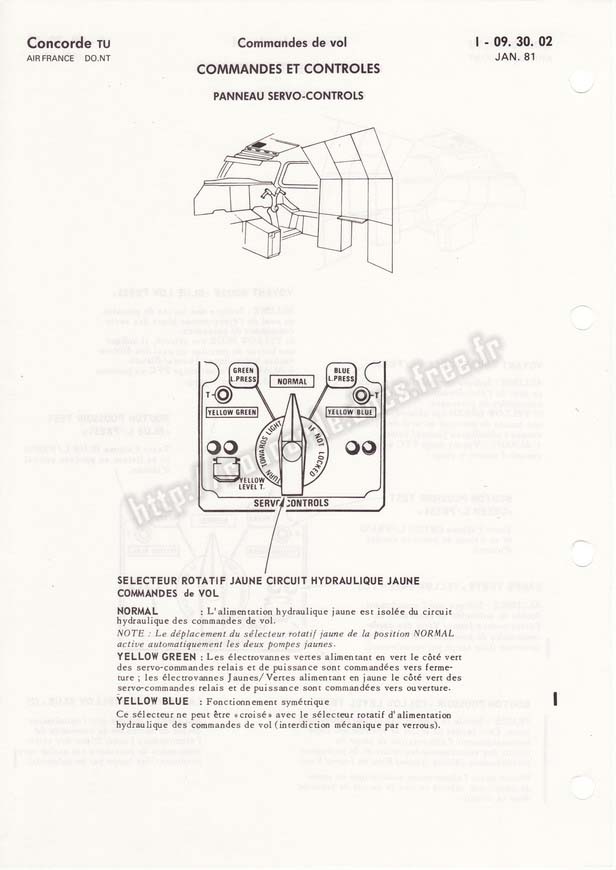 Concorde TU
AIR FRANCE DO.NT
Commandes de vol
I - 09. 30. 02
JAN. 81
COMMANDES ET CONTROLES
PANNEAU SERVO-CONTROLS
GREEN
L.PRESS
NORMAL
BLUE
L.PRESS
T
T
YELLOW GREEN
YELLOW BLUE
TURN TOWARDS LIGHT
IF NOT LOCKED
YELLOW
LEVEL T.
SERVO CONTROLS
SELECTEUR ROTATIF JAUNE CIRCUIT HYDRAULIQUE JAUNE
COMMANDES de VOL
NORMAL : L'alimentation hydraulique jaune est isolée du circuit
hydraulique des commandes de vol.
NOTE : Le déplacement du sélecteur rotatif jaune de la position NORMAL
active automatiquement les deux pompes jaunes.
YELLOW GREEN : Les électrovannes vertes alimentant en vert le côté vert
des servo-commandes relais et de puissance sont commandées vers ferme-
ture ; les électrovannes Jaunes/Vertes alimentant en jaune le côté vert des
servo-commandes relais et de puissance sont commandées vers ouverture.
YELLOW BLUE : Fonctionnement symétrique
Ce sélecteur ne peut être «croisé» avec le sélecteur rotatif d'alimentation
hydraulique des commandes de vol (interdiction mécanique par verrous).